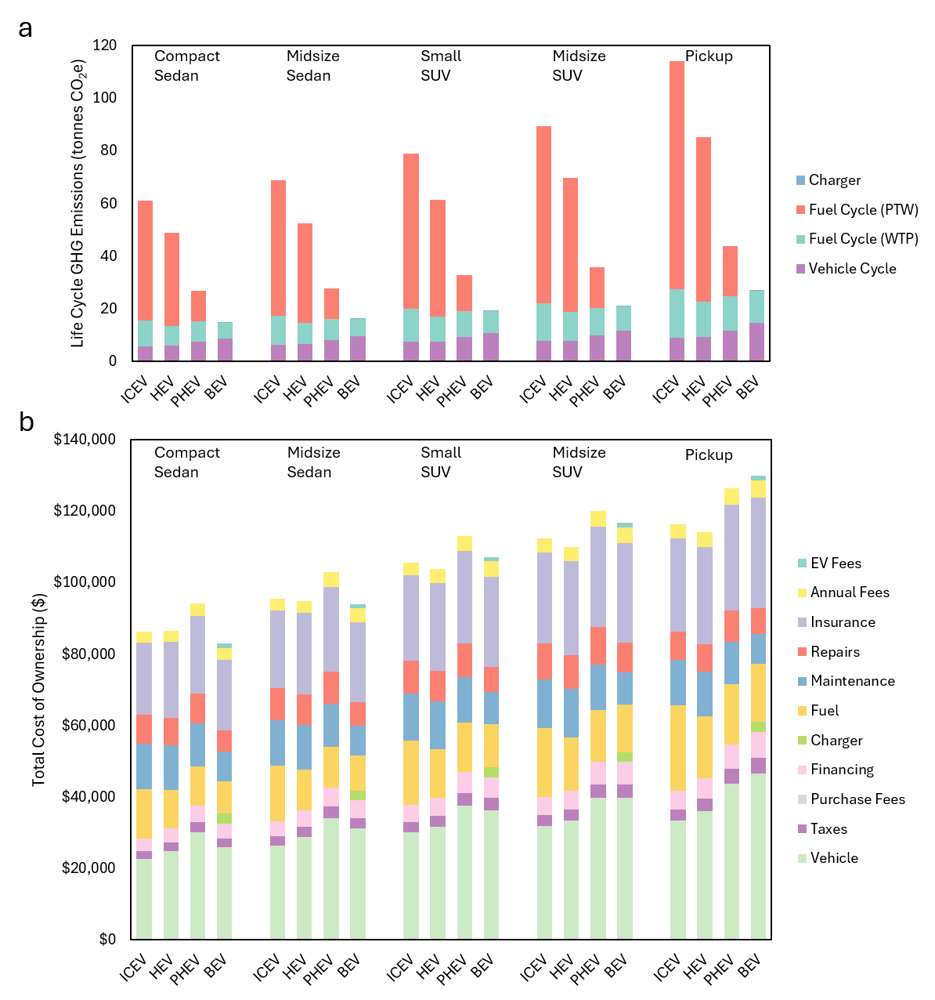 a
Life Cycle GHG Emissions (tonnes CO₂e)
120
100
80
60
40
20
0
Compact
Sedan
Midsize
Sedan
Small
SUV
Midsize
SUV
Pickup
ICEV HEV PHEV BEV ICEV HEV PHEV BEV ICEV HEV PHEV BEV ICEV HEV PHEV BEV ICEV HEV PHEV BEV
Charger
Fuel Cycle (PTW)
Fuel Cycle (WTP)
Vehicle Cycle
b
Total Cost of Ownership ($)
$140,000
$120,000
$100,000
$80,000
$60,000
$40,000
$20,000
$0
Compact
Sedan
Midsize
Sedan
Small
SUV
Midsize
SUV
Pickup
ICEV HEV PHEV BEV ICEV HEV PHEV BEV ICEV HEV PHEV BEV ICEV HEV PHEV BEV ICEV HEV PHEV BEV
EV Fees
Annual Fees
Insurance
Repairs
Maintenance
Fuel
Charger
Financing
Purchase Fees
Taxes
Vehicle